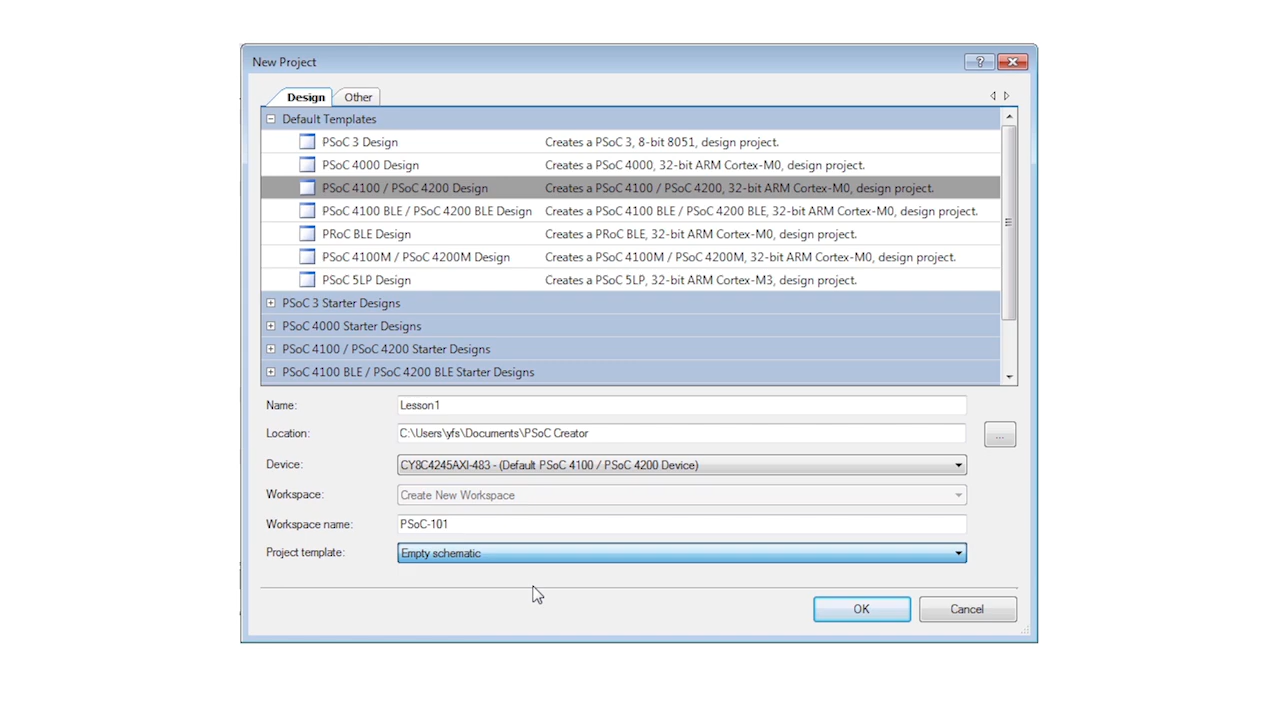 New Project
?
Design Other
Default Templates
PSoC 3 Design Creates a PSoC 3, 8-bit 8051, design project.
PSoC 4000 Design Creates a PSoC 4000, 32-bit ARM Cortex-M0, design project.
PSoC 4100 / PSoC 4200 Design Creates a PSoC 4100 / PSoC 4200, 32-bit ARM Cortex-M0, design project.
PSoC 4100 BLE / PSoC 4200 BLE Design Creates a PSoC 4100 BLE / PSoC 4200 BLE, 32-bit ARM Cortex-M0, design project.
PRoC BLE Design Creates a PRoC BLE, 32-bit ARM Cortex-M0, design project.
PSoC 4100M / PSoC 4200M Design Creates a PSoC 4100M / PSoC 4200M, 32-bit ARM Cortex-M0, design project.
PSoC 5LP Design Creates a PSoC 5LP, 32-bit ARM Cortex-M3, design project.
PSoC 3 Starter Designs
PSoC 4000 Starter Designs
PSoC 4100 / PSoC 4200 Starter Designs
PSoC 4100 BLE / PSoC 4200 BLE Starter Designs
Name: Lesson1
Location: C:\Users\yfs\Documents\PSoC Creator ...
Device: CY8C4245AXI-483 - (Default PSoC 4100 / PSoC 4200 Device)
Workspace: Create New Workspace
Workspace name: PSoC-101
Project template: Empty schematic
OK Cancel